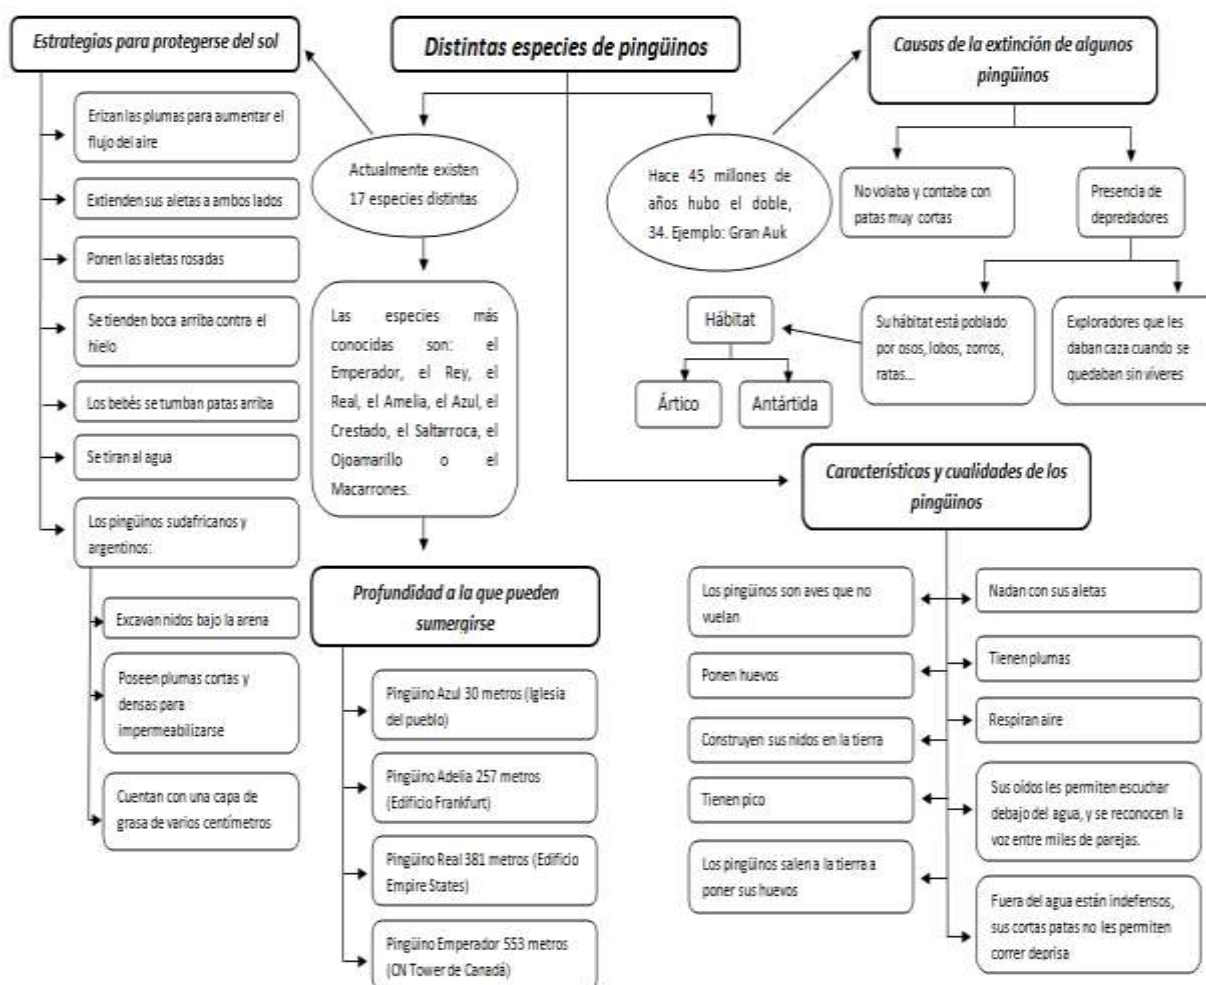 Estrategias para protegerse del sol
Erizan las plumas para aumentar el
flujo del aire
Extienden sus aletas a ambos lados
Ponen las aletas rosadas
Se tienden boca arriba contra el
hielo
Los bebés se tumban patas arriba
Se tiran al agua
Los pingüinos sudafricanos y
argentinos:
Excavan nidos bajo la arena
Poseen plumas cortas y
densas para
impermeabilizarse
Cuentan con una capa de
grasa de varios centímetros
Distintas especies de pingüinos
Actualmente existen
17 especies distintas
Las especies más
conocidas son: el
Emperador, el Rey, el
Real, el Amelia, el Azul, el
Crestado, el Saltarroca, el
Ojoamarillo o el
Macarrones.
Profundidad a la que pueden
sumergirse
Pingüino Azul 30 metros (Iglesia
del pueblo)
Pingüino Adelia 257 metros
(Edificio Frankfurt)
Pingüino Real 381 metros (Edificio
Empire States)
Pingüino Emperador 553 metros
(CN Tower de Canadá)
Hace 45 millones de
años hubo el doble,
34. Ejemplo: Gran Auk
Causas de la extinción de algunos
pingüinos
No volaba y contaba con
patas muy cortas
Presencia de
depredadores
Su hábitat está poblado
por osos, lobos, zorros,
ratas...
Exploradores que les
daban caza cuando se
quedaban sin víveres
Hábitat
Ártico
Antártida
Características y cualidades de los
pingüinos
Los pingüinos son aves que no
vuelan
Ponen huevos
Construyen sus nidos en la tierra
Tienen pico
Los pingüinos salen a la tierra a
poner sus huevos
Nadan con sus aletas
Tienen plumas
Respiran aire
Sus oídos les permiten escuchar
debajo del agua, y se reconocen la
voz entre miles de parejas.
Fuera del agua están indefensos,
sus cortas patas no les permiten
correr deprisa